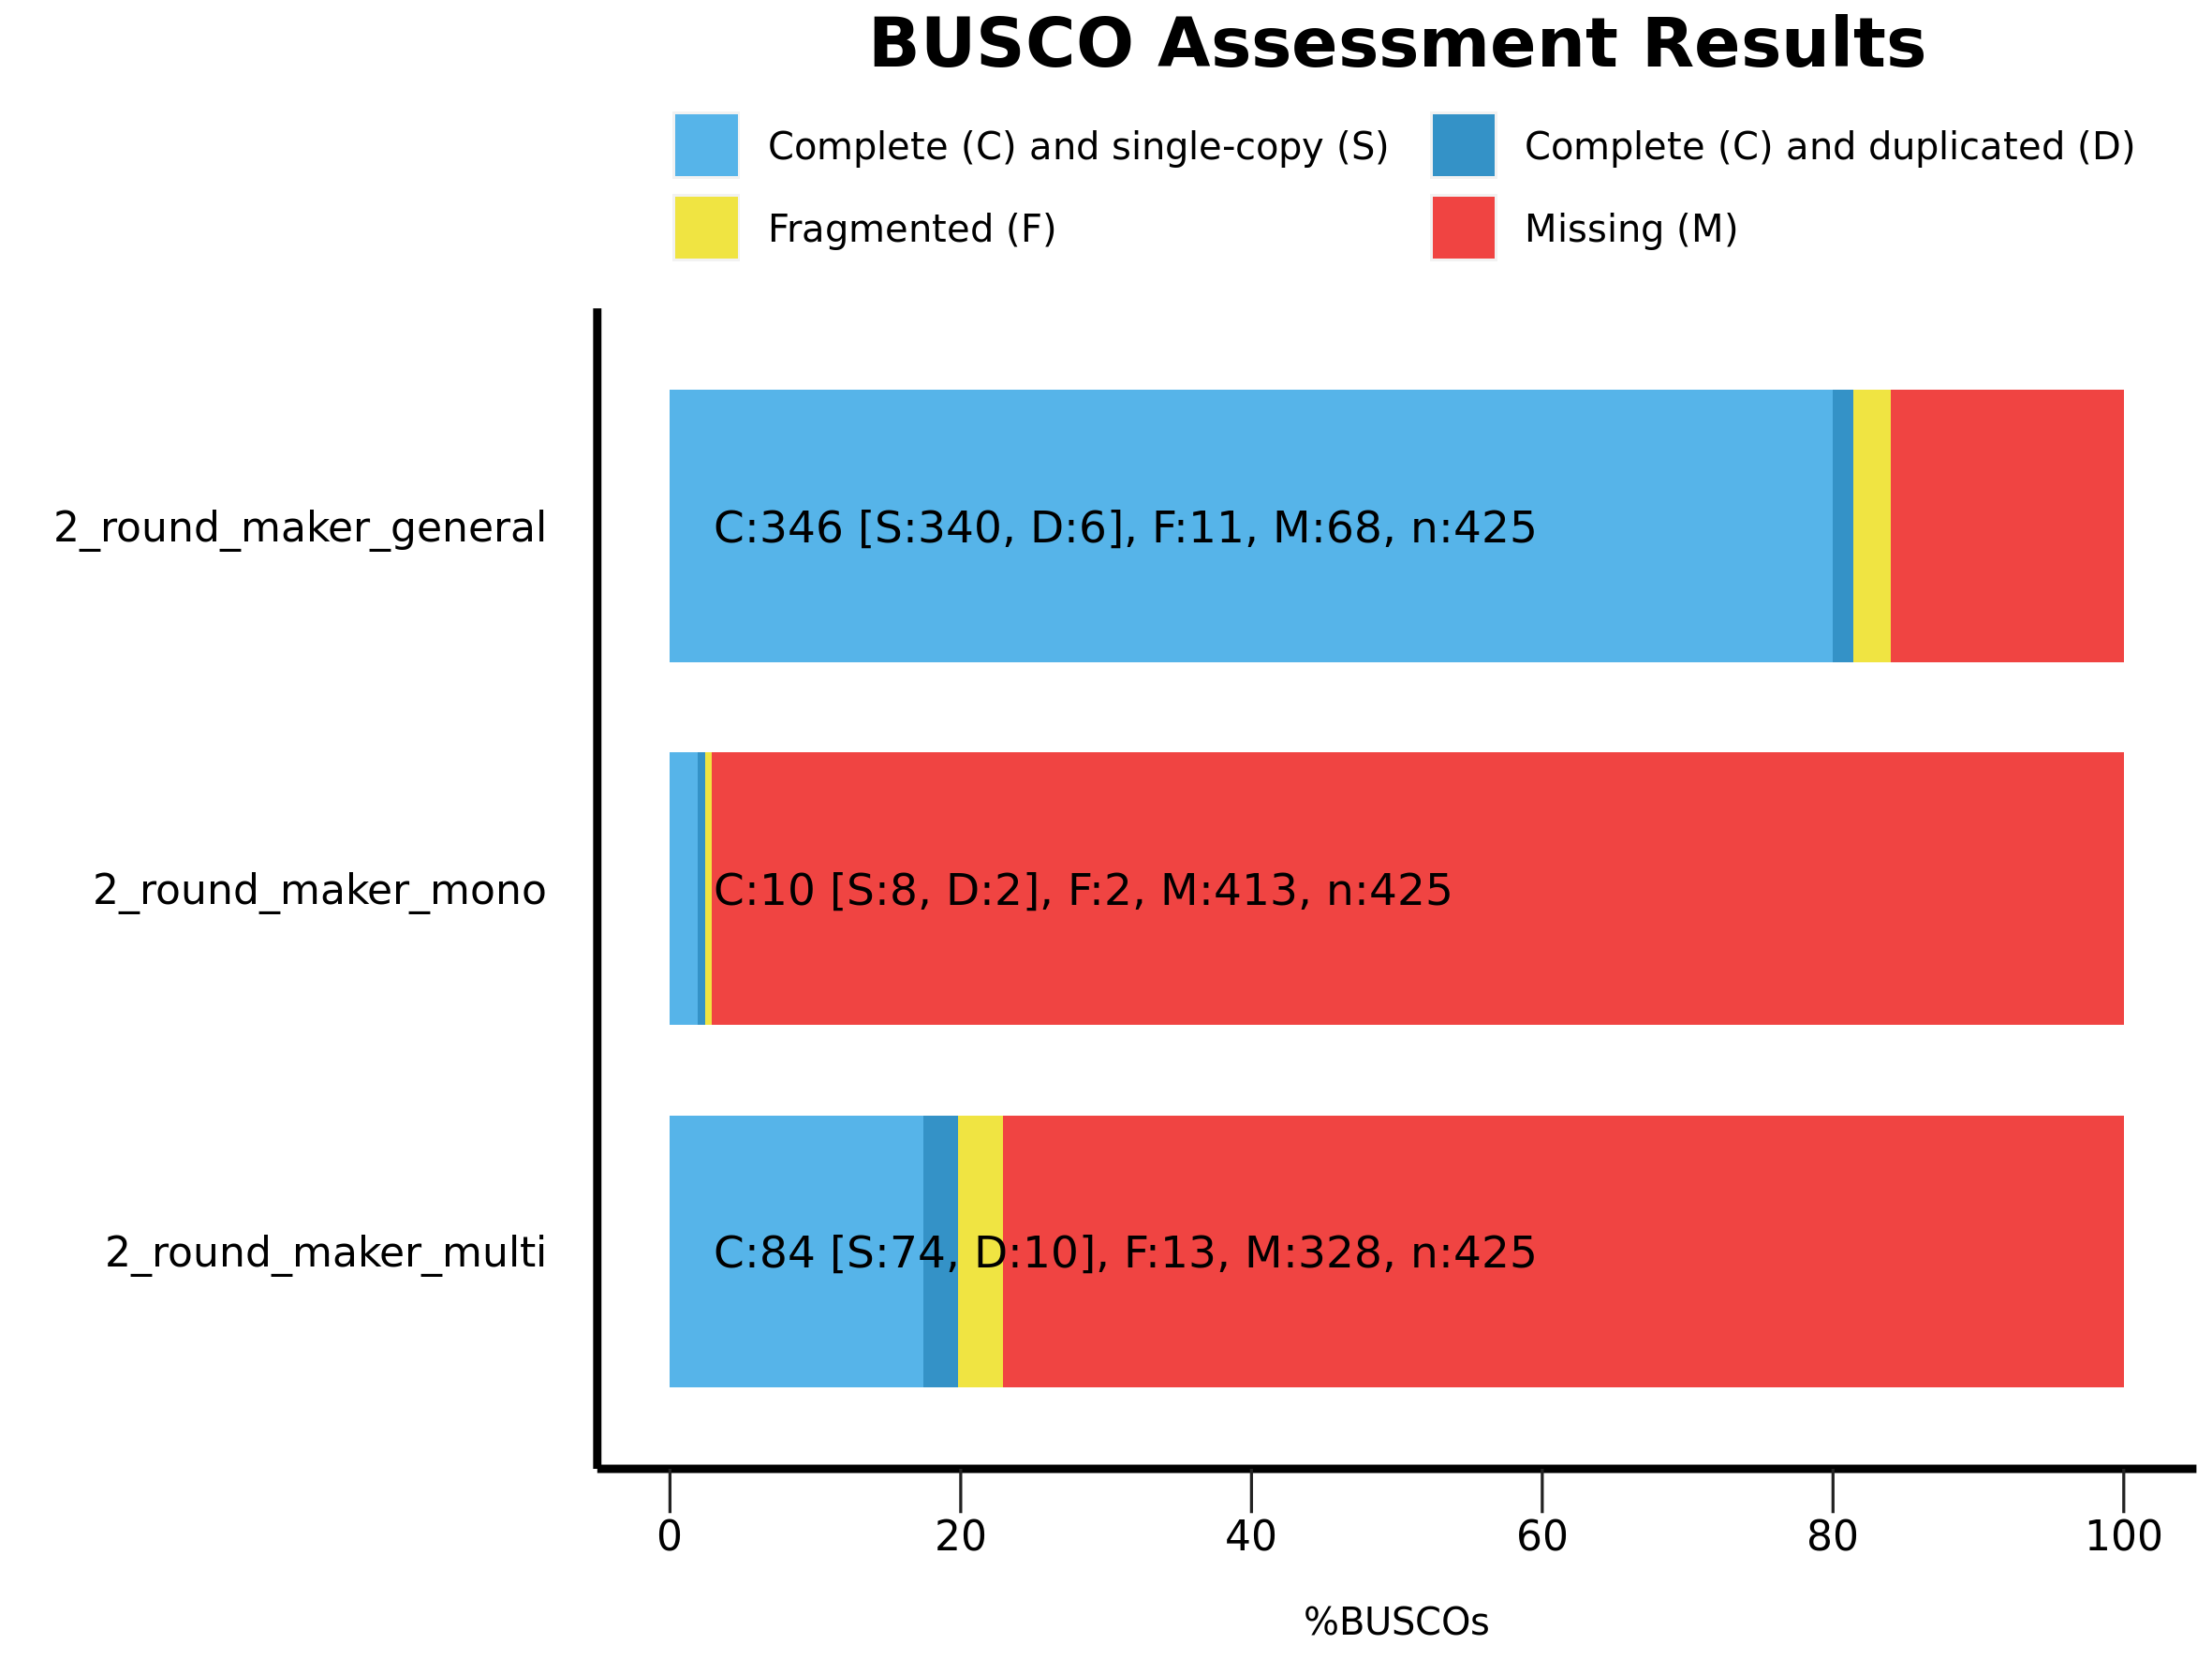 BUSCO Assessment Results
Complete (C) and single-copy (S)
Complete (C) and duplicated (D)
Fragmented (F)
Missing (M)
2_round_maker_general
C:346 [S:340, D:6], F:11, M:68, n:425
2_round_maker_mono
C:10 [S:8, D:2], F:2, M:413, n:425
2_round_maker_multi
C:84 [S:74, D:10], F:13, M:328, n:425
0 20 40 60 80 100
%BUSCOs